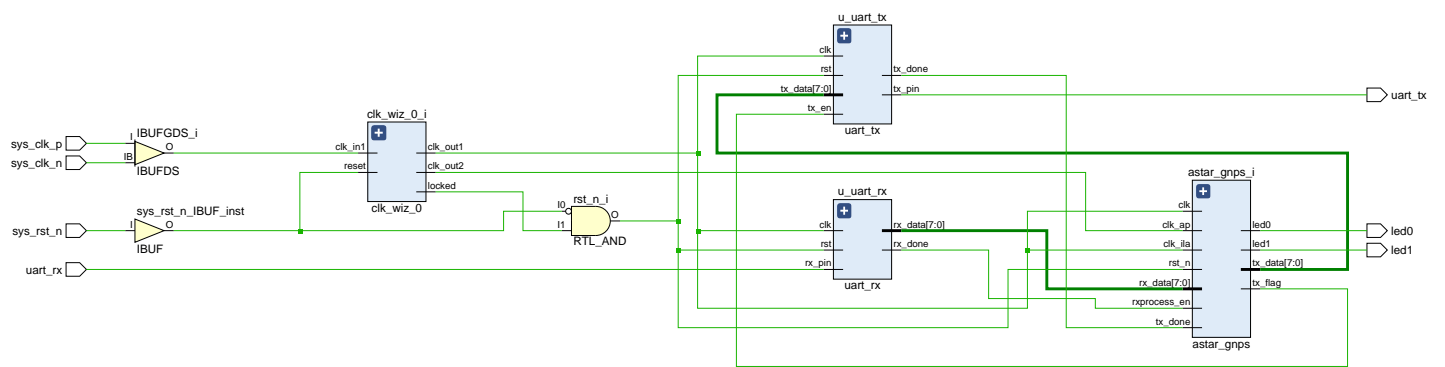 u_uart_tx
clk
rst
tx_data[7:0]
tx_en
tx_done
tx_pin
uart_tx
uart_tx
sys_clk_p
sys_clk_n
I
IB
IBUFGDS_i
O
IBUFDS
clk_wiz_0_i
clk_in1
reset
clk_out1
clk_out2
locked
clk_wiz_0
sys_rst_n
I
sys_rst_n_IBUF_inst
O
IBUF
rst_n_i
I0
I1
O
RTL_AND
uart_rx
u_uart_rx
clk
rst
rx_pin
rx_data[7:0]
rx_done
uart_rx
astar_gnps_i
clk
clk_ap
clk_ila
rst_n
rx_data[7:0]
rxprocess_en
tx_done
led0
led1
tx_data[7:0]
tx_flag
astar_gnps
led0
led1